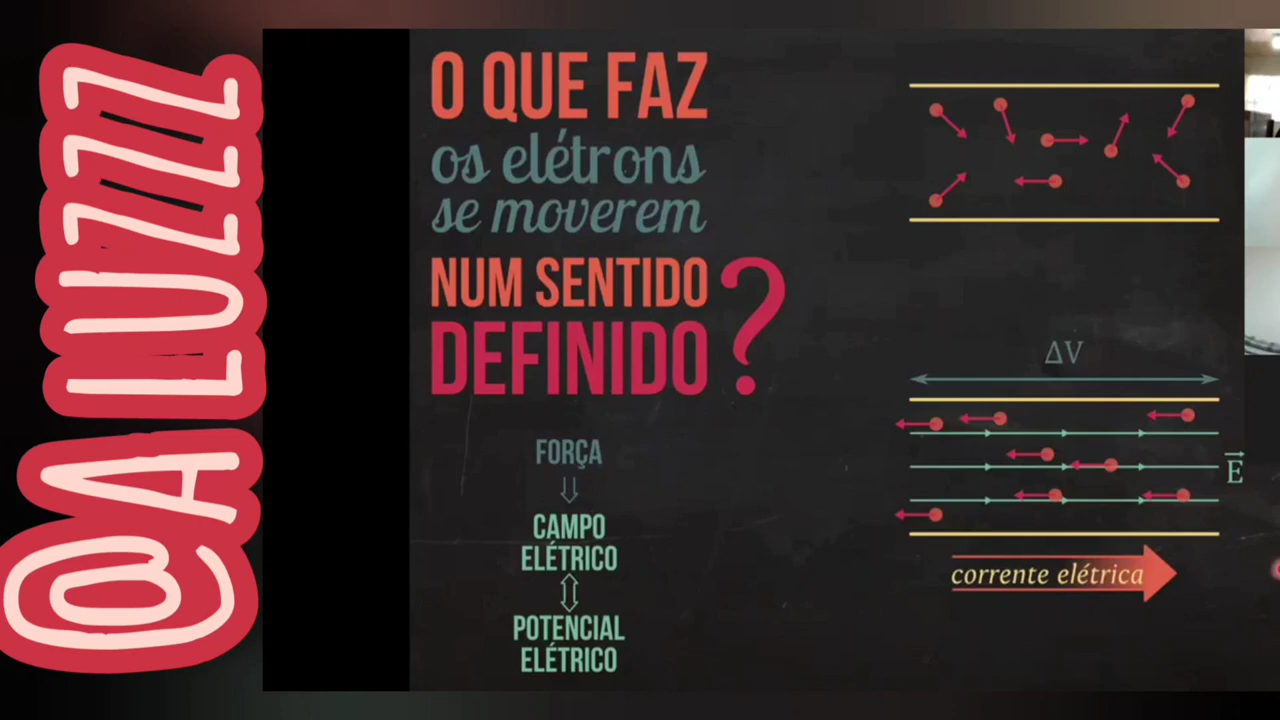 @A LUZZZ
O QUE FAZ
os elétrons
se moverem
NUM SENTIDO
DEFINIDO?
FORÇA
⇓
CAMPO
ELÉTRICO
⇕
POTENCIAL
ELÉTRICO
ΔV
E⃗
corrente elétrica